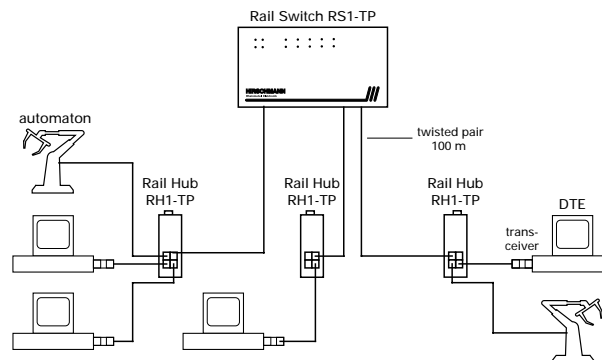 Rail Switch RS1-TP
HIRSCHMANN
automaton
twisted pair
100 m
Rail Hub
RH1-TP
Rail Hub
RH1-TP
Rail Hub
RH1-TP
DTE
trans-
ceiver